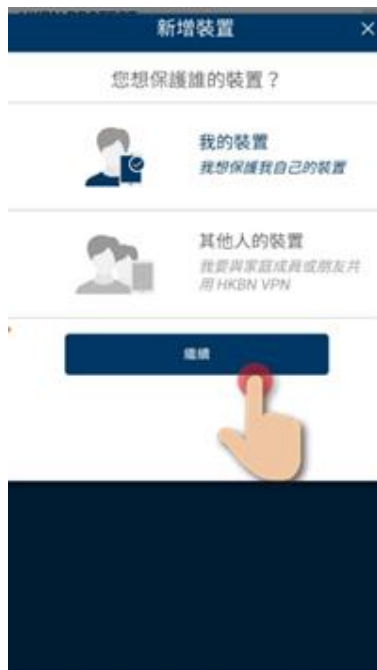 新增裝置
您想保護誰的裝置？
我的裝置
我想保護我自己的裝置
其他人的裝置
我要與家庭成員或朋友共
用 HKBN VPN
繼續